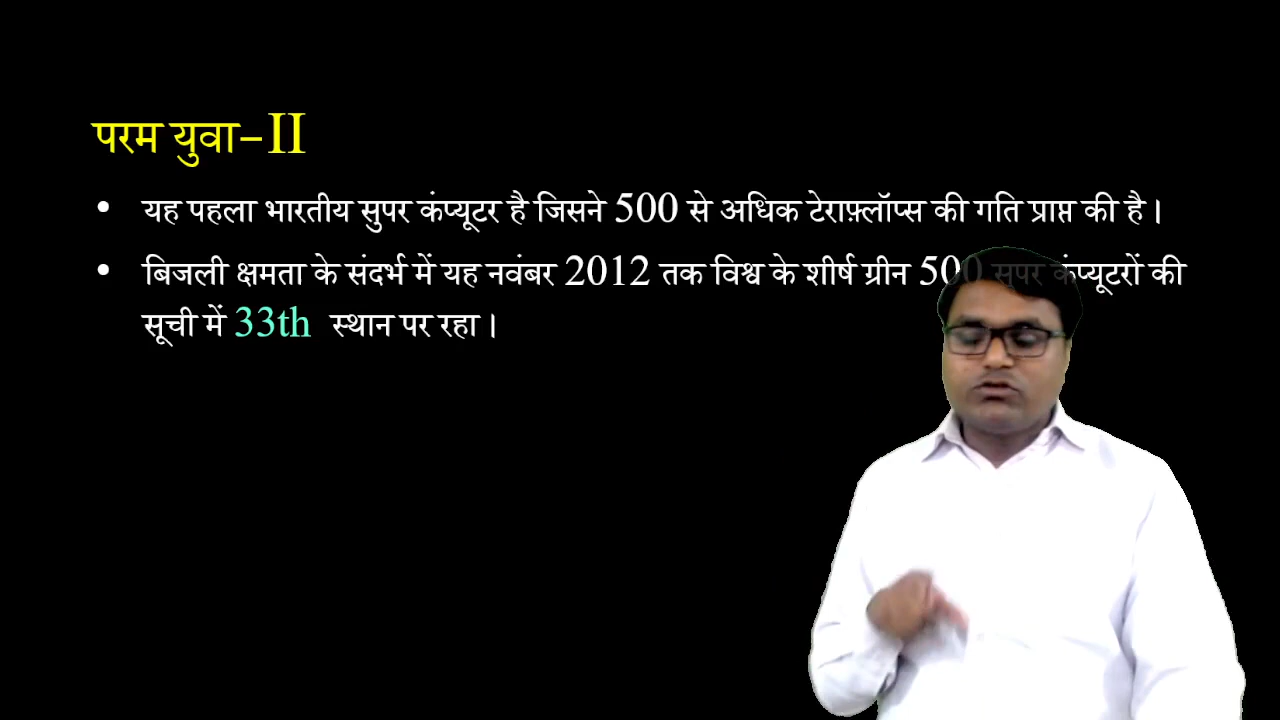 परम युवा-II
• यह पहला भारतीय सुपर कंप्यूटर है जिसने 500 से अधिक टेराफ़्लॉप्स की गति प्राप्त की है।
• बिजली क्षमता के संदर्भ में यह नवंबर 2012 तक विश्व के शीर्ष ग्रीन 500 सुपर कंप्यूटरों की
सूची में 33th स्थान पर रहा।